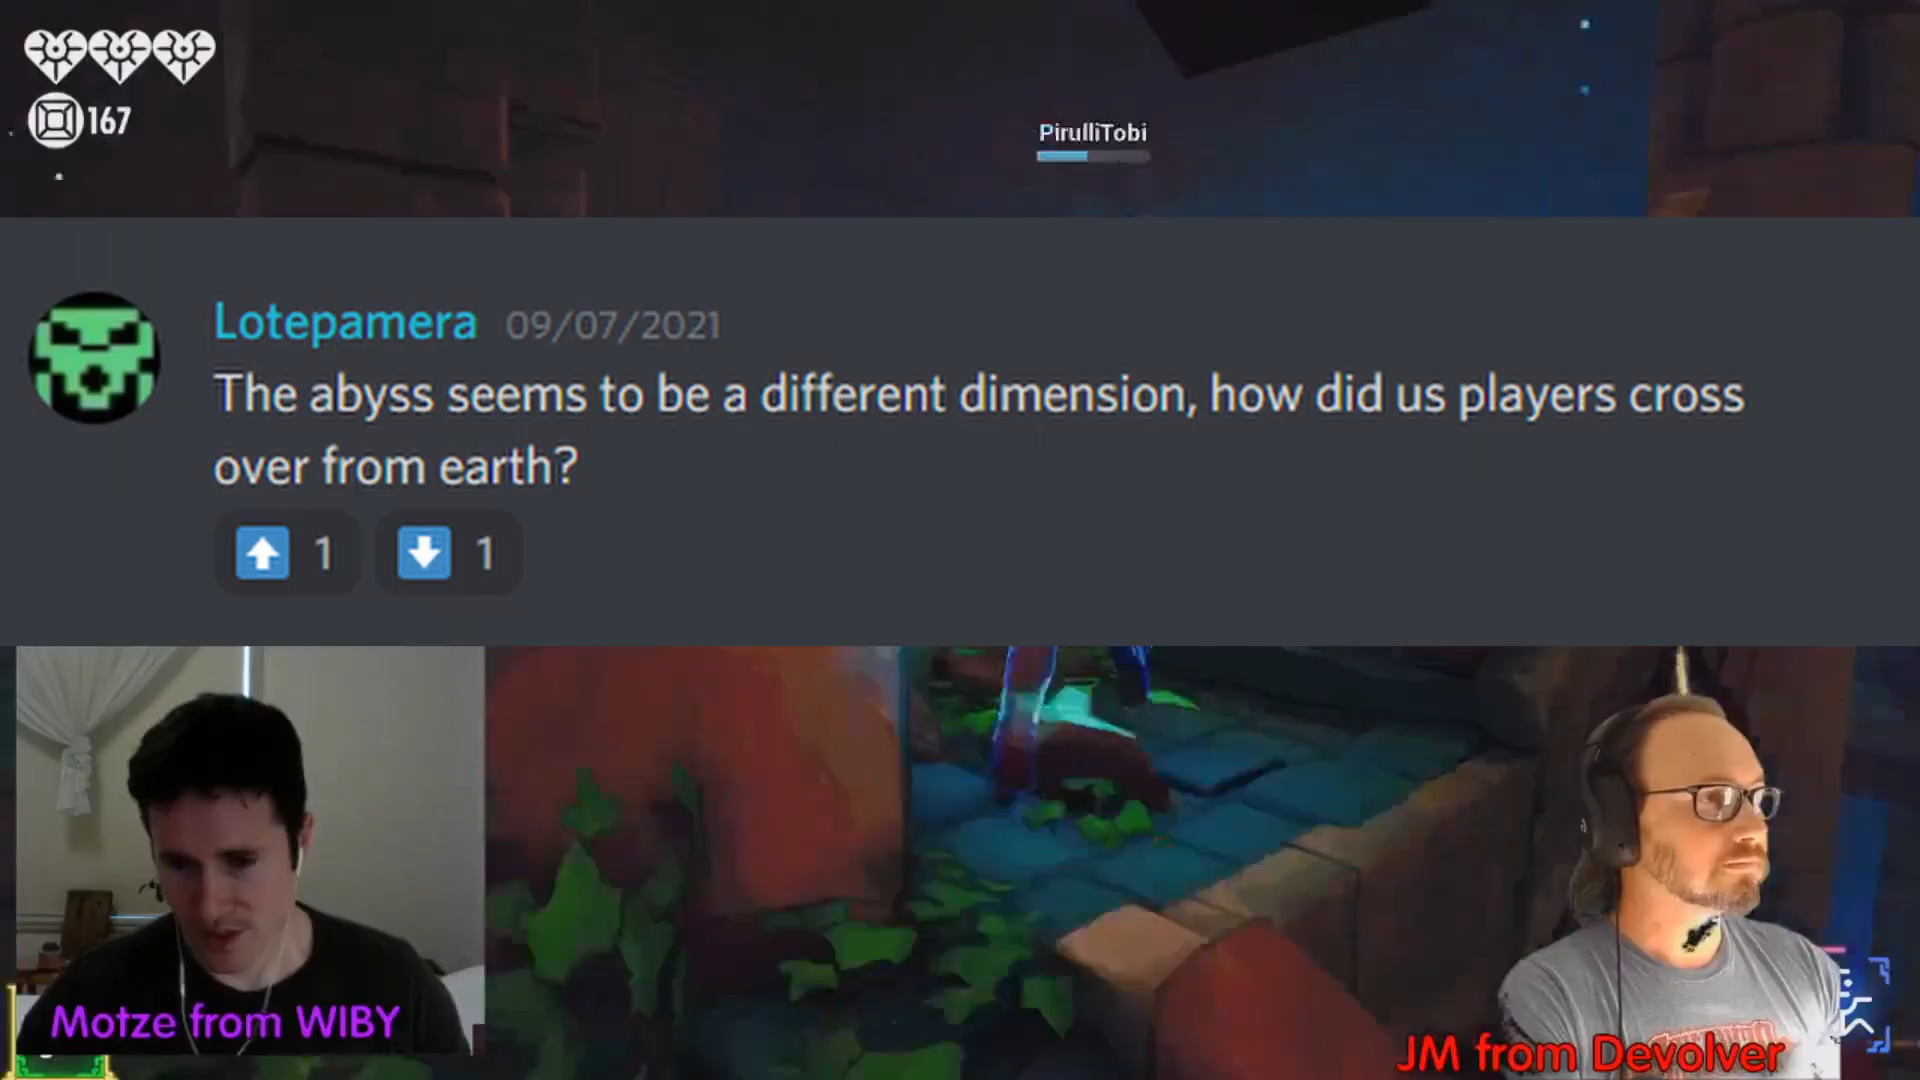 167
PirulliTobi
Lotepamera 09/07/2021
The abyss seems to be a different dimension, how did us players cross
over from earth?
1 1
Motze from WIBY
JM from Devolver